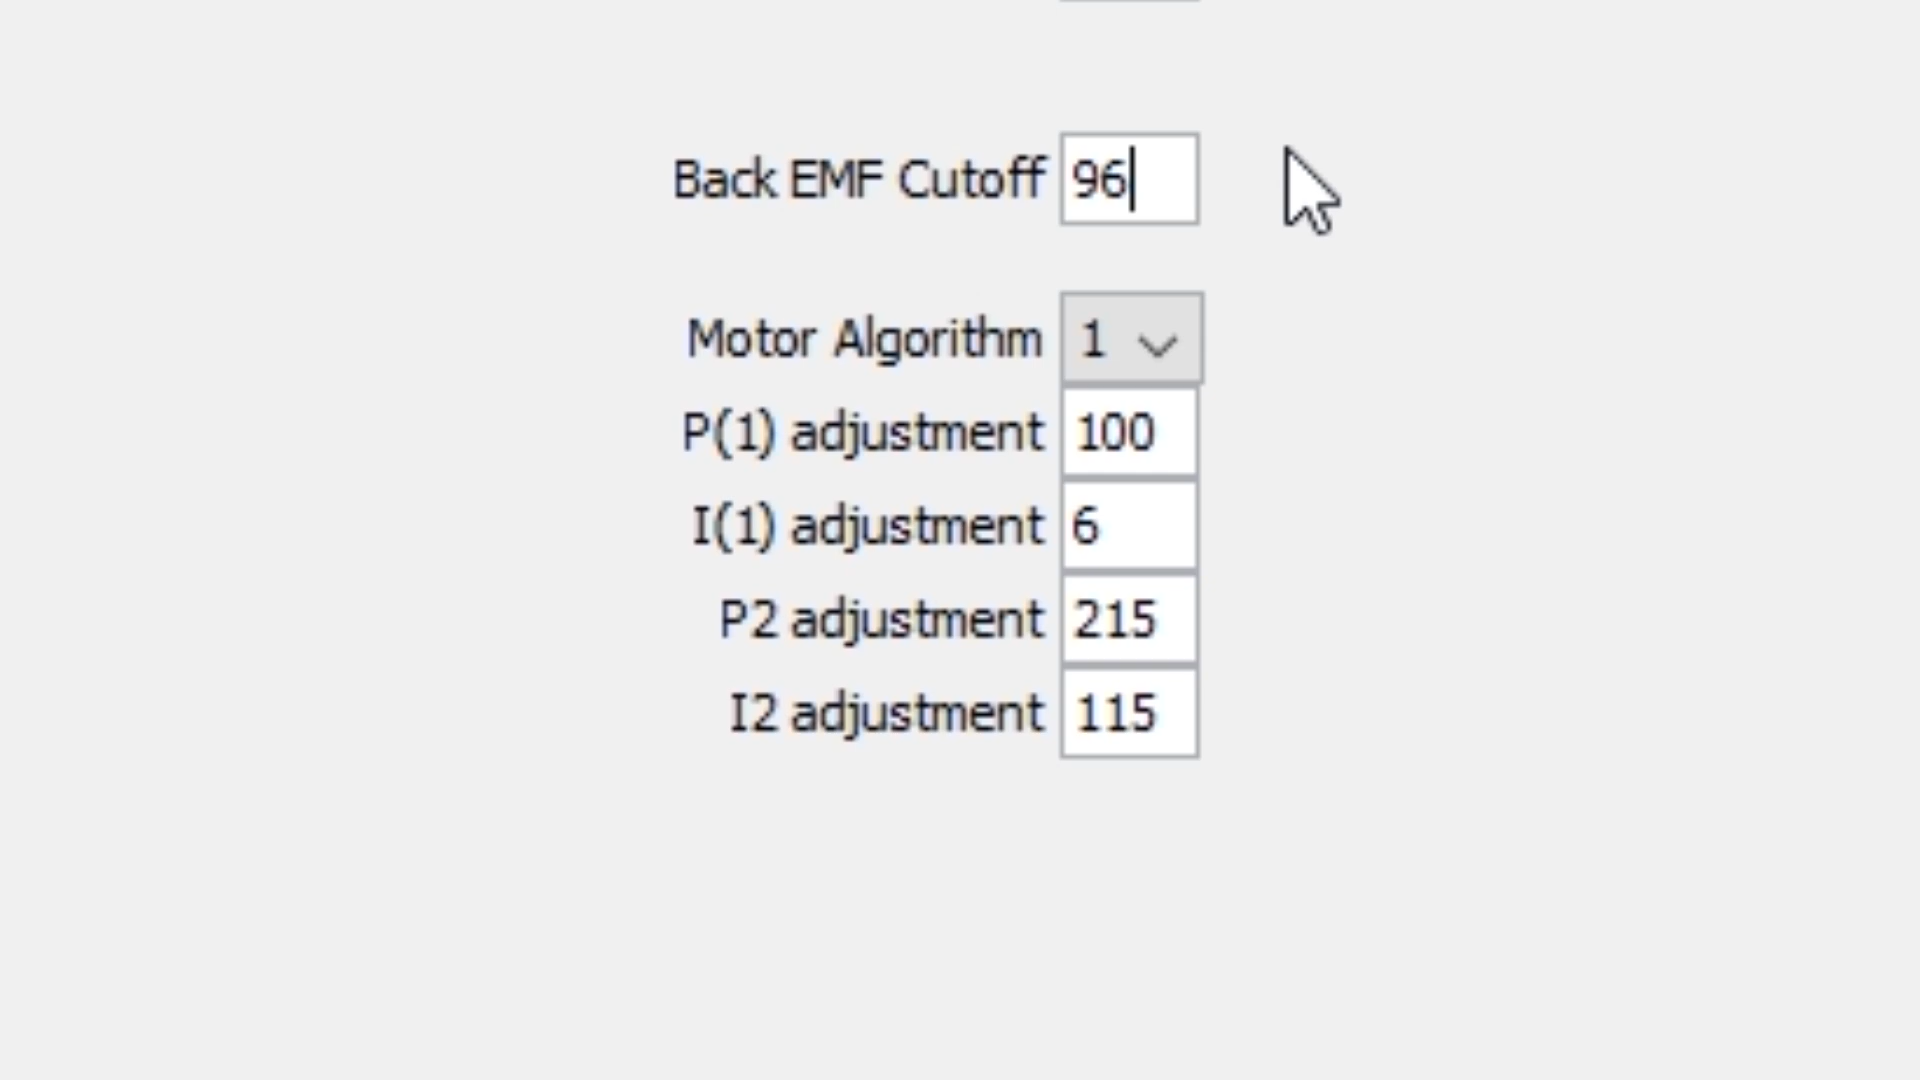 Back EMF Cutoff 96
Motor Algorithm 1
P(1) adjustment 100
I(1) adjustment 6
P2 adjustment 215
I2 adjustment 115